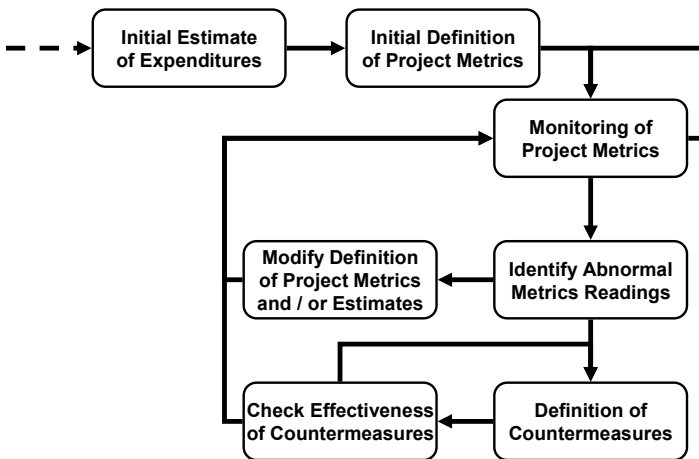 Initial Estimate
of Expenditures
Initial Definition
of Project Metrics
Monitoring of
Project Metrics
Modify Definition
of Project Metrics
and / or Estimates
Identify Abnormal
Metrics Readings
Check Effectiveness
of Countermeasures
Definition of
Countermeasures